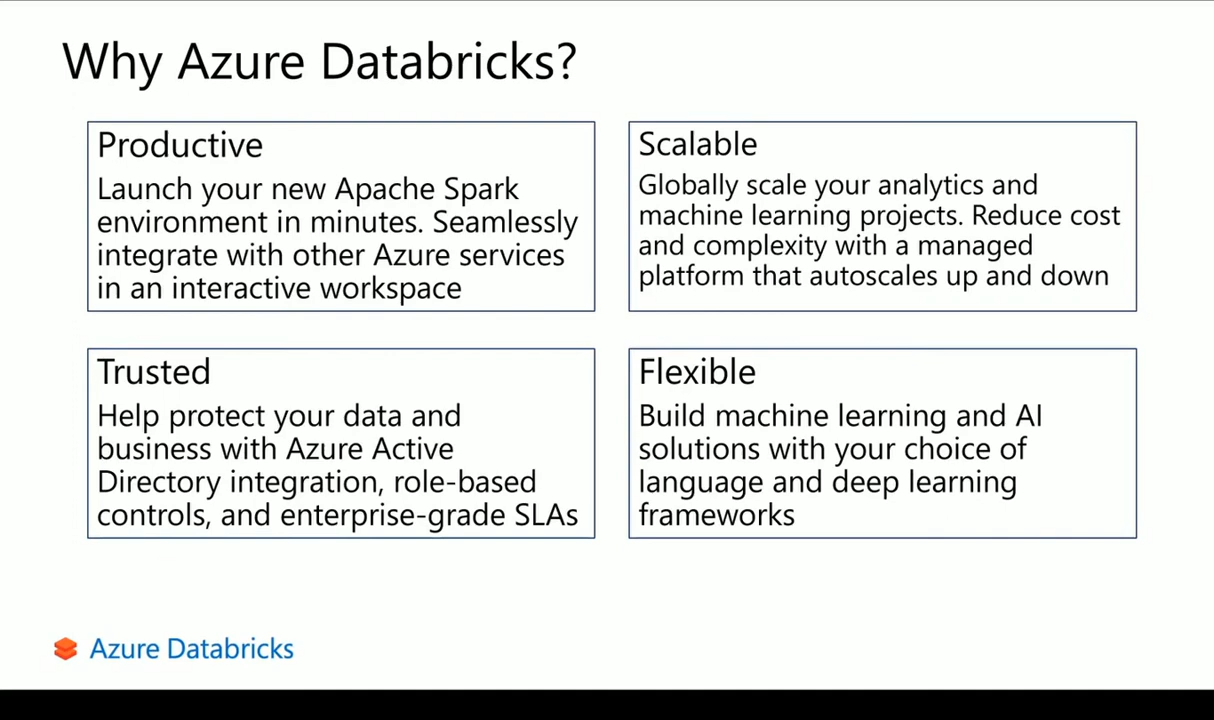 Why Azure Databricks?
Productive
Launch your new Apache Spark
environment in minutes. Seamlessly
integrate with other Azure services
in an interactive workspace
Scalable
Globally scale your analytics and
machine learning projects. Reduce cost
and complexity with a managed
platform that autoscales up and down
Trusted
Help protect your data and
business with Azure Active
Directory integration, role-based
controls, and enterprise-grade SLAs
Flexible
Build machine learning and AI
solutions with your choice of
language and deep learning
frameworks
Azure Databricks